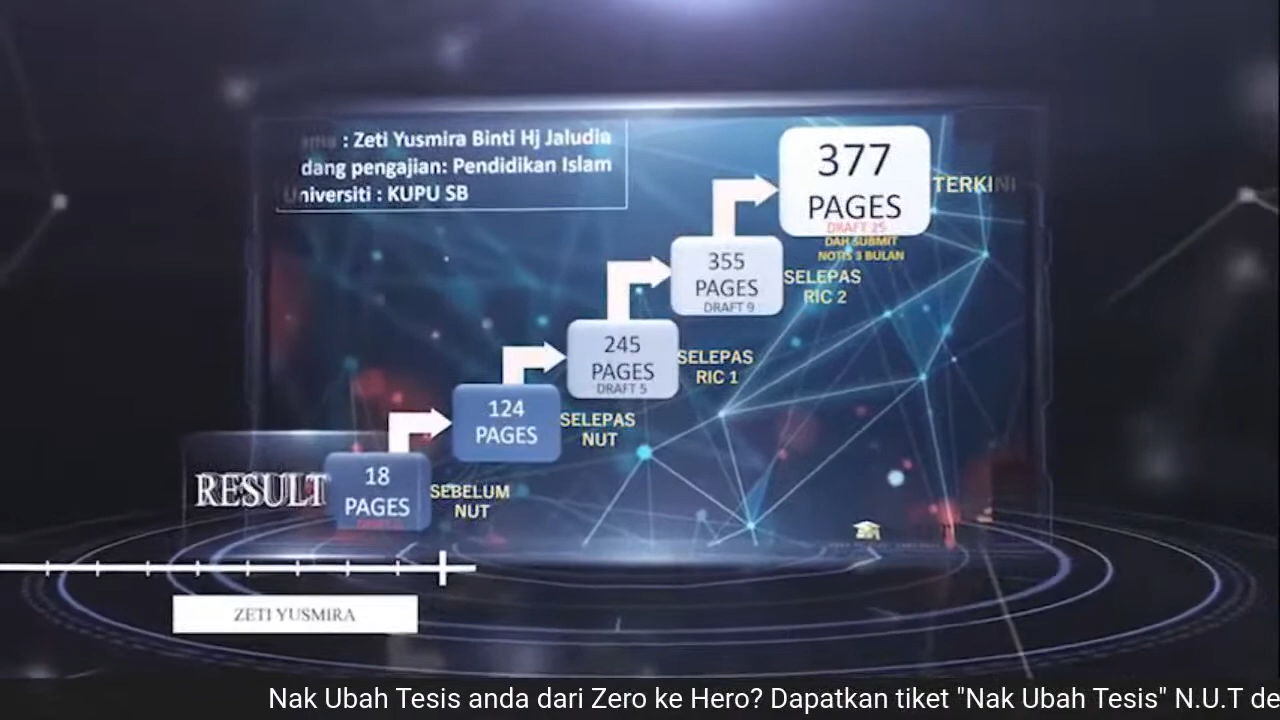 : Zeti Yusmira Binti Hj Jaludin
dang pengajian: Pendidikan Islam
Universiti : KUPU SB
377
PAGES
DRAFT 25
DAH SUBMIT
NOTIS 3 BULAN
TERKINI
355
PAGES
DRAFT 9
SELEPAS
RIC 2
245
PAGES
DRAFT 5
SELEPAS
RIC 1
124
PAGES
SELEPAS
NUT
RESULT
18
PAGES
SEBELUM
NUT
ZETI YUSMIRA
Nak Ubah Tesis anda dari Zero ke Hero? Dapatkan tiket "Nak Ubah Tesis" N.U.T de